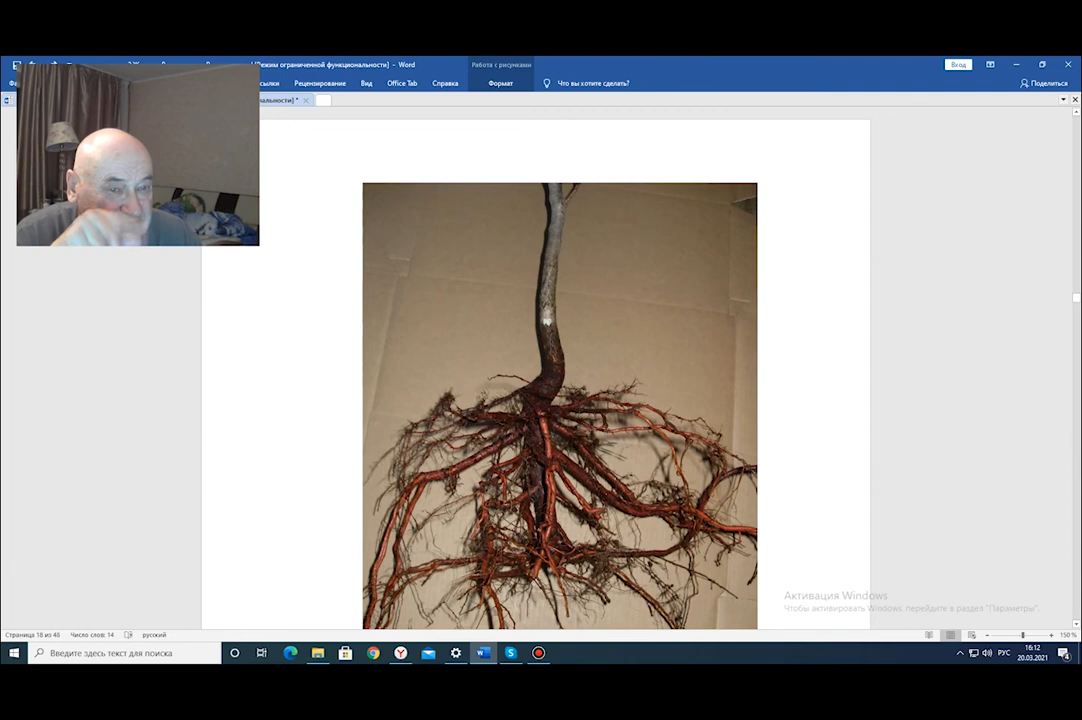 [Режим ограниченной функциональности] - Word
Работа с рисунками
Вход
Рецензирование Вид Office Tab Справка Формат Что вы хотите сделать? Поделиться
Активация Windows
Чтобы активировать Windows, перейдите в раздел "Параметры".
Страница 18 из 48 Число слов: 14 русский 150 %
Введите здесь текст для поиска
РУС
16:12
20.03.2021
4